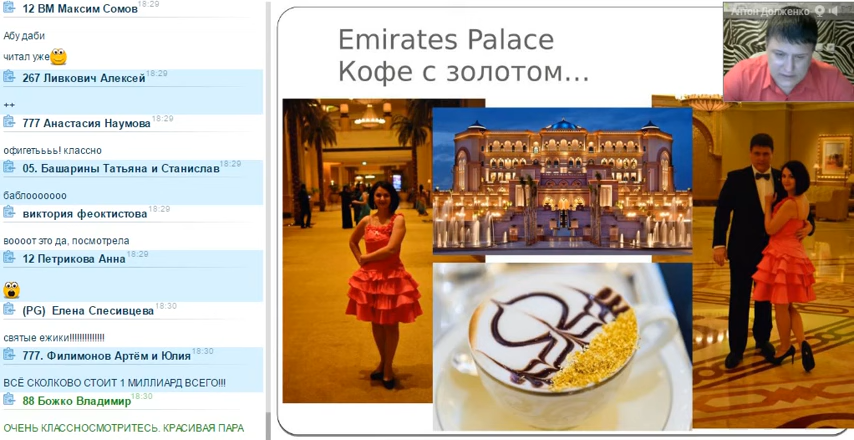 12 ВМ Максим Сомов 18:29
Абу даби
читал уже
267 Ливкович Алексей 18:29
++
777 Анастасия Наумова 18:29
офигетьььь! классно
05. Башарины Татьяна и Станислав 18:29
баблооооооо
виктория феоктистова 18:29
воооот это да, посмотрела
12 Петрикова Анна 18:29
(PG) Елена Спесивцева 18:30
святые ежики!!!!!!!!!!!!!!!
777. Филимонов Артём и Юлия 18:30
ВСЁ СКОЛКОВО СТОИТ 1 МИЛЛИАРД ВСЕГО!!!
88 Божко Владимир 18:30
ОЧЕНЬ КЛАССНОСМОТРИТЕСЬ. КРАСИВАЯ ПАРА
Emirates Palace
Кофе с золотом...
Антон Долженко